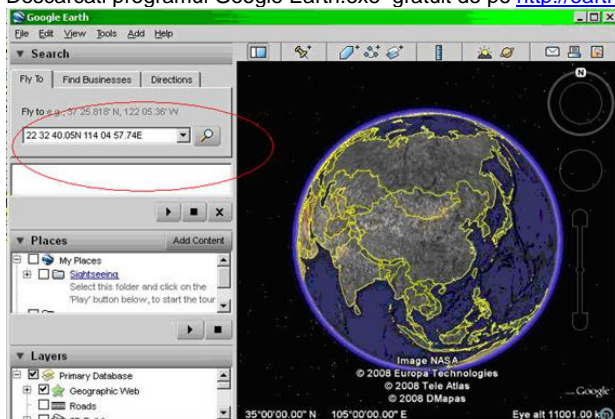 Descarcati programul Google Earth.exe gratuit de pe http://earth
Google Earth
File Edit View Tools Add Help
Search
Fly To Find Businesses Directions
Fly to e.g., 37 25.818' N, 122 05.36' W
22 32 40.05N 114 04 57.74E
Places Add Content
My Places
Sightseeing
Select this folder and click on the
'Play' button below, to start the tour
Layers
Primary Database
Geographic Web
Roads
N
Image NASA
© 2008 Europa Technologies
© 2008 Tele Atlas
© 2008 DMapas
Google
35°00'00.00" N 105°00'00.00" E Eye alt 11001.00 k